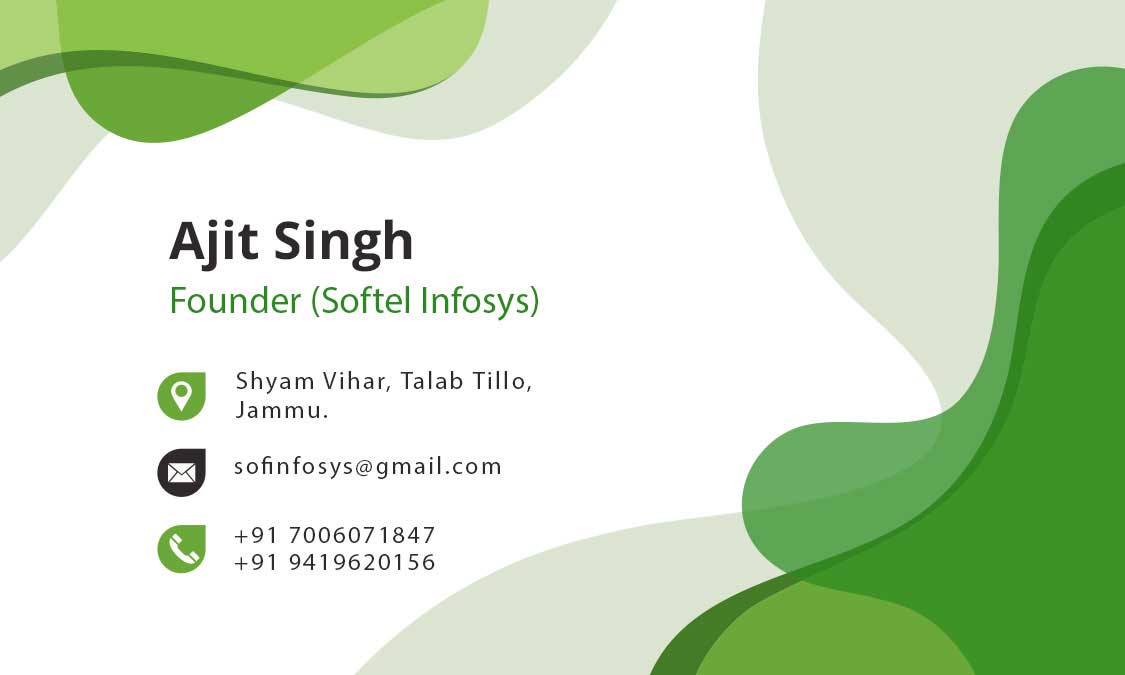 Ajit Singh
Founder (Softel Infosys)
Shyam Vihar, Talab Tillo,
Jammu.
sofinfosys@gmail.com
+91 7006071847
+91 9419620156